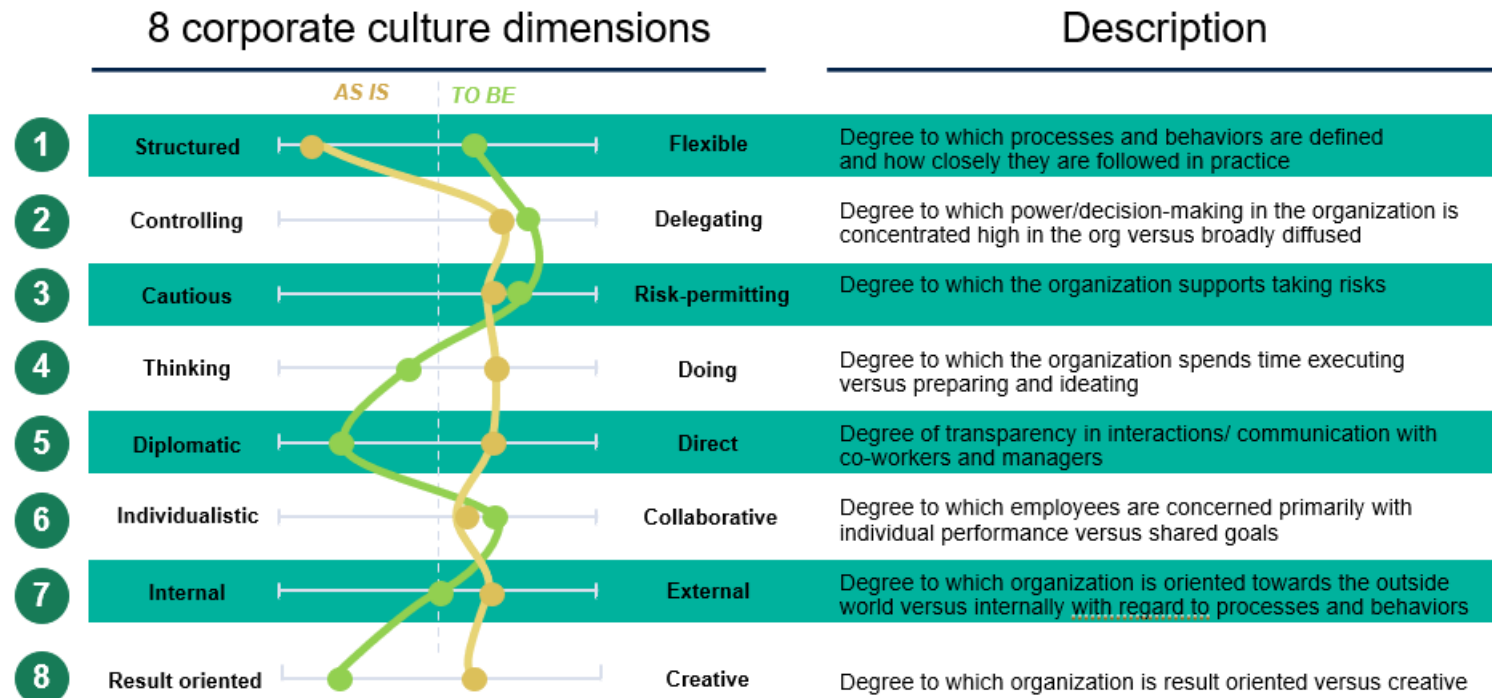 8 corporate culture dimensions
Description
AS IS
TO BE
1
Structured
Flexible
Degree to which processes and behaviors are defined
and how closely they are followed in practice
2
Controlling
Delegating
Degree to which power/decision-making in the organization is
concentrated high in the org versus broadly diffused
3
Cautious
Risk-permitting
Degree to which the organization supports taking risks
4
Thinking
Doing
Degree to which the organization spends time executing
versus preparing and ideating
5
Diplomatic
Direct
Degree of transparency in interactions/ communication with
co-workers and managers
6
Individualistic
Collaborative
Degree to which employees are concerned primarily with
individual performance versus shared goals
7
Internal
External
Degree to which organization is oriented towards the outside
world versus internally with regard to processes and behaviors
8
Result oriented
Creative
Degree to which organization is result oriented versus creative